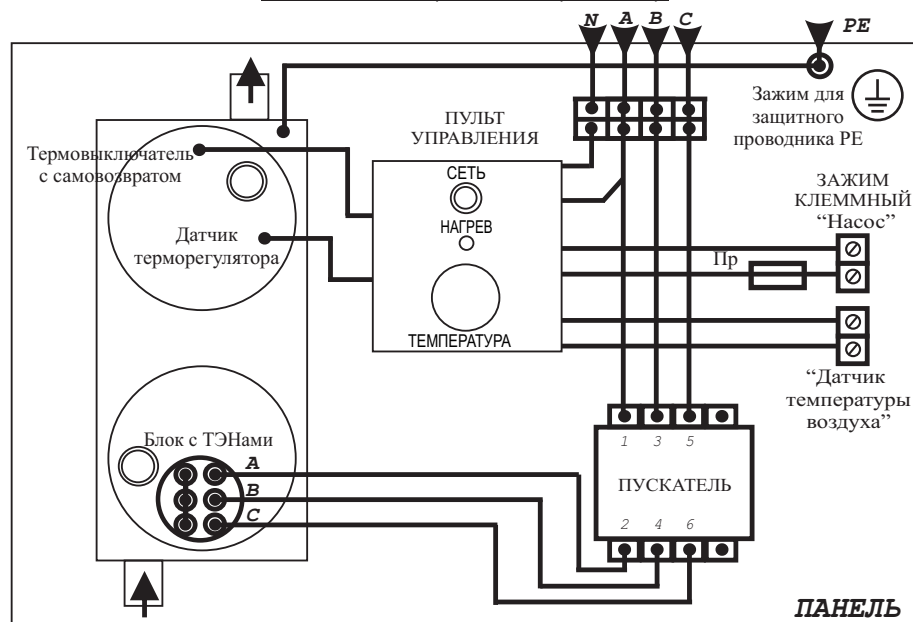 N A B C PE
Зажим для
защитного
проводника РЕ
ПУЛЬТ
УПРАВЛЕНИЯ
Термовыключатель
с самовозвратом
СЕТЬ
ЗАЖИМ
КЛЕММНЫЙ
“Насос”
НАГРЕВ
Датчик
терморегулятора
Пр
ТЕМПЕРАТУРА
“Датчик
температуры
воздуха”
Блок с ТЭНами
A
B
C
1 3 5
ПУСКАТЕЛЬ
2 4 6
ПАНЕЛЬ